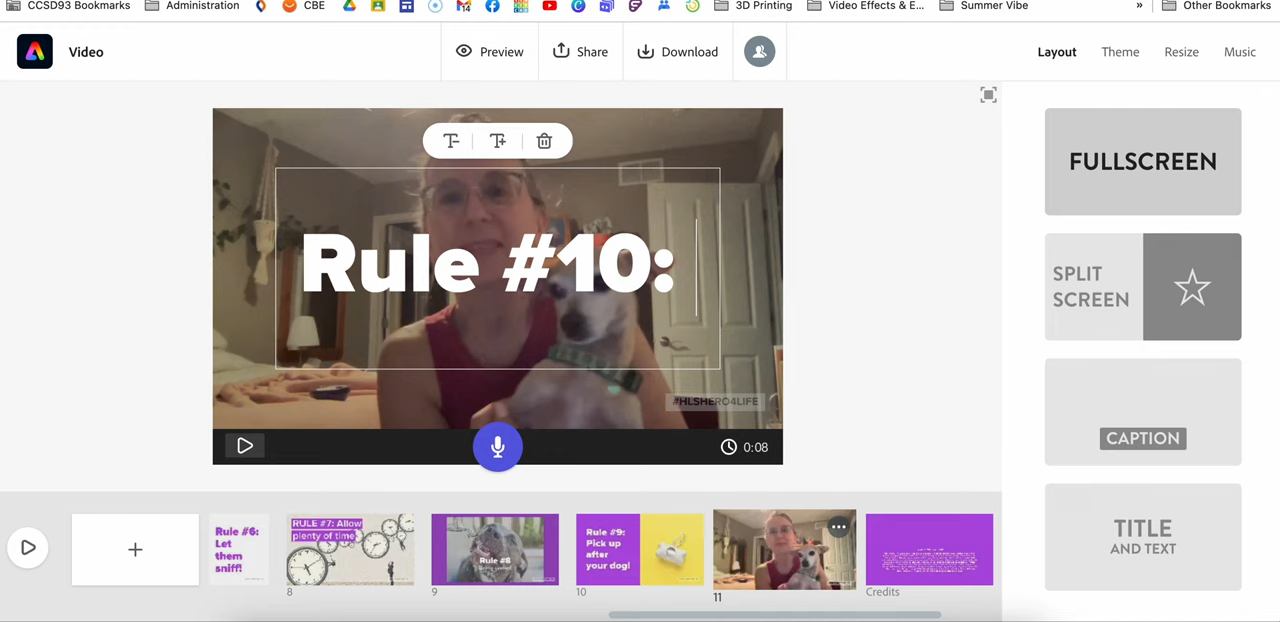 CCSD93 Bookmarks
Administration
CBE
14
3D Printing
Video Effects & E...
Summer Vibe
»
Other Bookmarks
Video
Preview
Share
Download
Layout
Theme
Resize
Music
Rule #10:
#HLSHERO4LIFE
0:08
FULLSCREEN
SPLIT
SCREEN
CAPTION
TITLE
AND TEXT
+
Rule #6:
Let
them
sniff!
RULE #7: Allow
plenty of time
8
Rule #8
9
Rule #9:
Pick up
after
your dog!
10
11
Credits